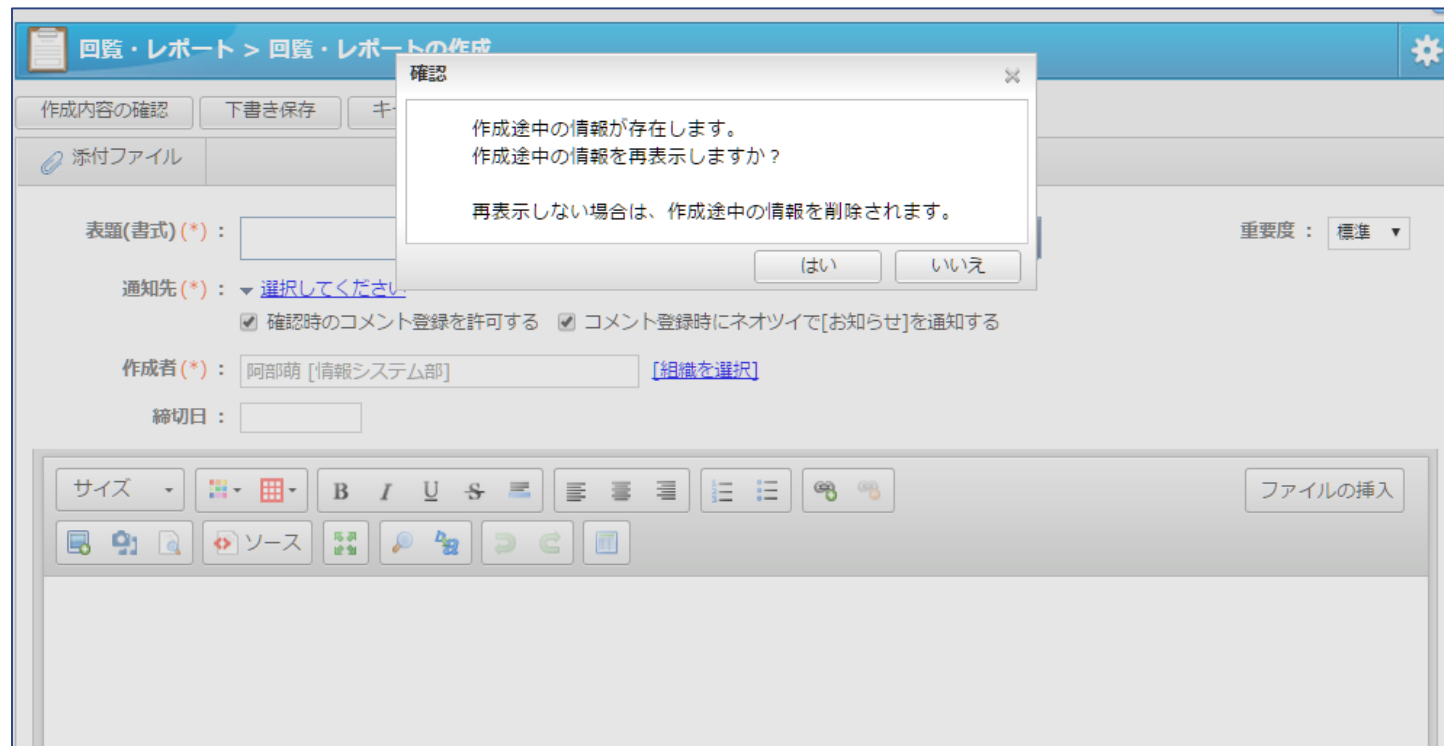 回覧・レポート > 回覧・レポートの作成
確認
作成内容の確認
下書き保存
キ
作成途中の情報が存在します。
作成途中の情報を再表示しますか？
再表示しない場合は、作成途中の情報を削除されます。
はい
いいえ
添付ファイル
表題(書式)(*)：
重要度：
標準
通知先(*)：
選択してください
確認時のコメント登録を許可する
コメント登録時にネオツイで[お知らせ]を通知する
作成者(*)：
阿部萌 [情報システム部]
[組織を選択]
締切日：
サイズ
B I U S
ファイルの挿入
ソース